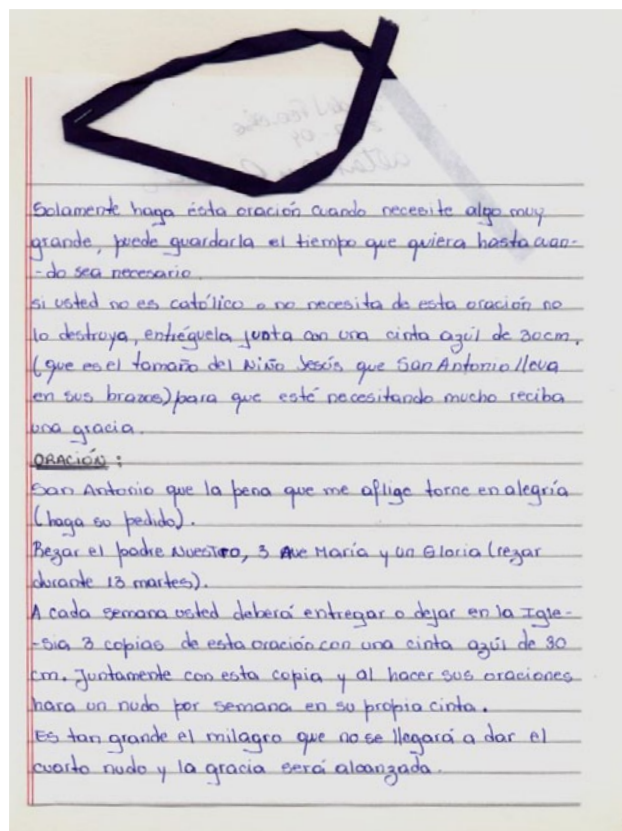 Solamente haga ésta oración cuando necesite algo muy
grande, puede guardarla el tiempo que quiera hasta cuan-
-do sea necesario.
si usted no es católico o no necesita de esta oración no
lo destroya, entréguela junta con una cinta azúl de 30cm.
(que es el tamaño del Niño Jesús que San Antonio lleva
en sus brazos) para que esté necesitando mucho reciba
una gracia.
ORACIÓN :
San Antonio que la pena que me aflige torne en alegría
(haga su pedido).
Rezar el padre Nuestro, 3 Ave María y un Gloria (rezar
durante 13 martes).
A cada semana usted deberá entregar o dejar en la Igle-
-sia 3 copias de esta oración con una cinta azúl de 30
cm. Juntamente con esta copia y al hacer sus oraciones
hara un nudo por semana en su propia cinta.
Es tan grande el milagro que no se llegará a dar el
cuarto nudo y la gracia será alcanzada.